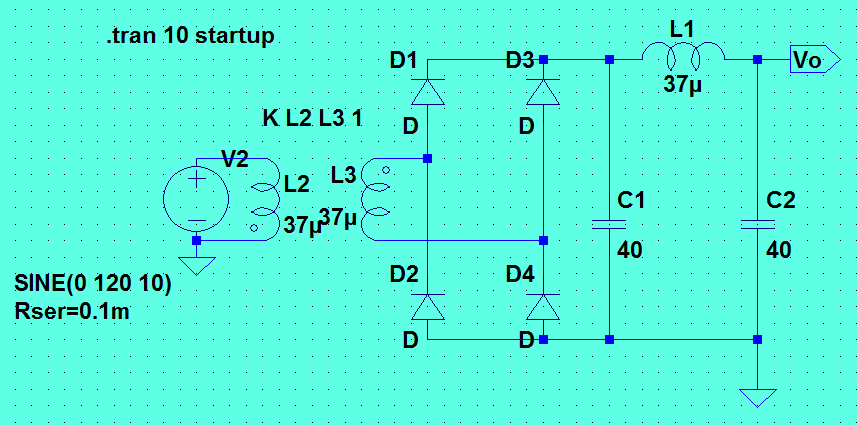 .tran 10 startup
L1
D1
D3
Vo
37µ
D
D
K L2 L3 1
V2
L2
L3
37µ
37µ
C1
C2
40
40
D2
D4
SINE(0 120 10)
Rser=0.1m
D
D